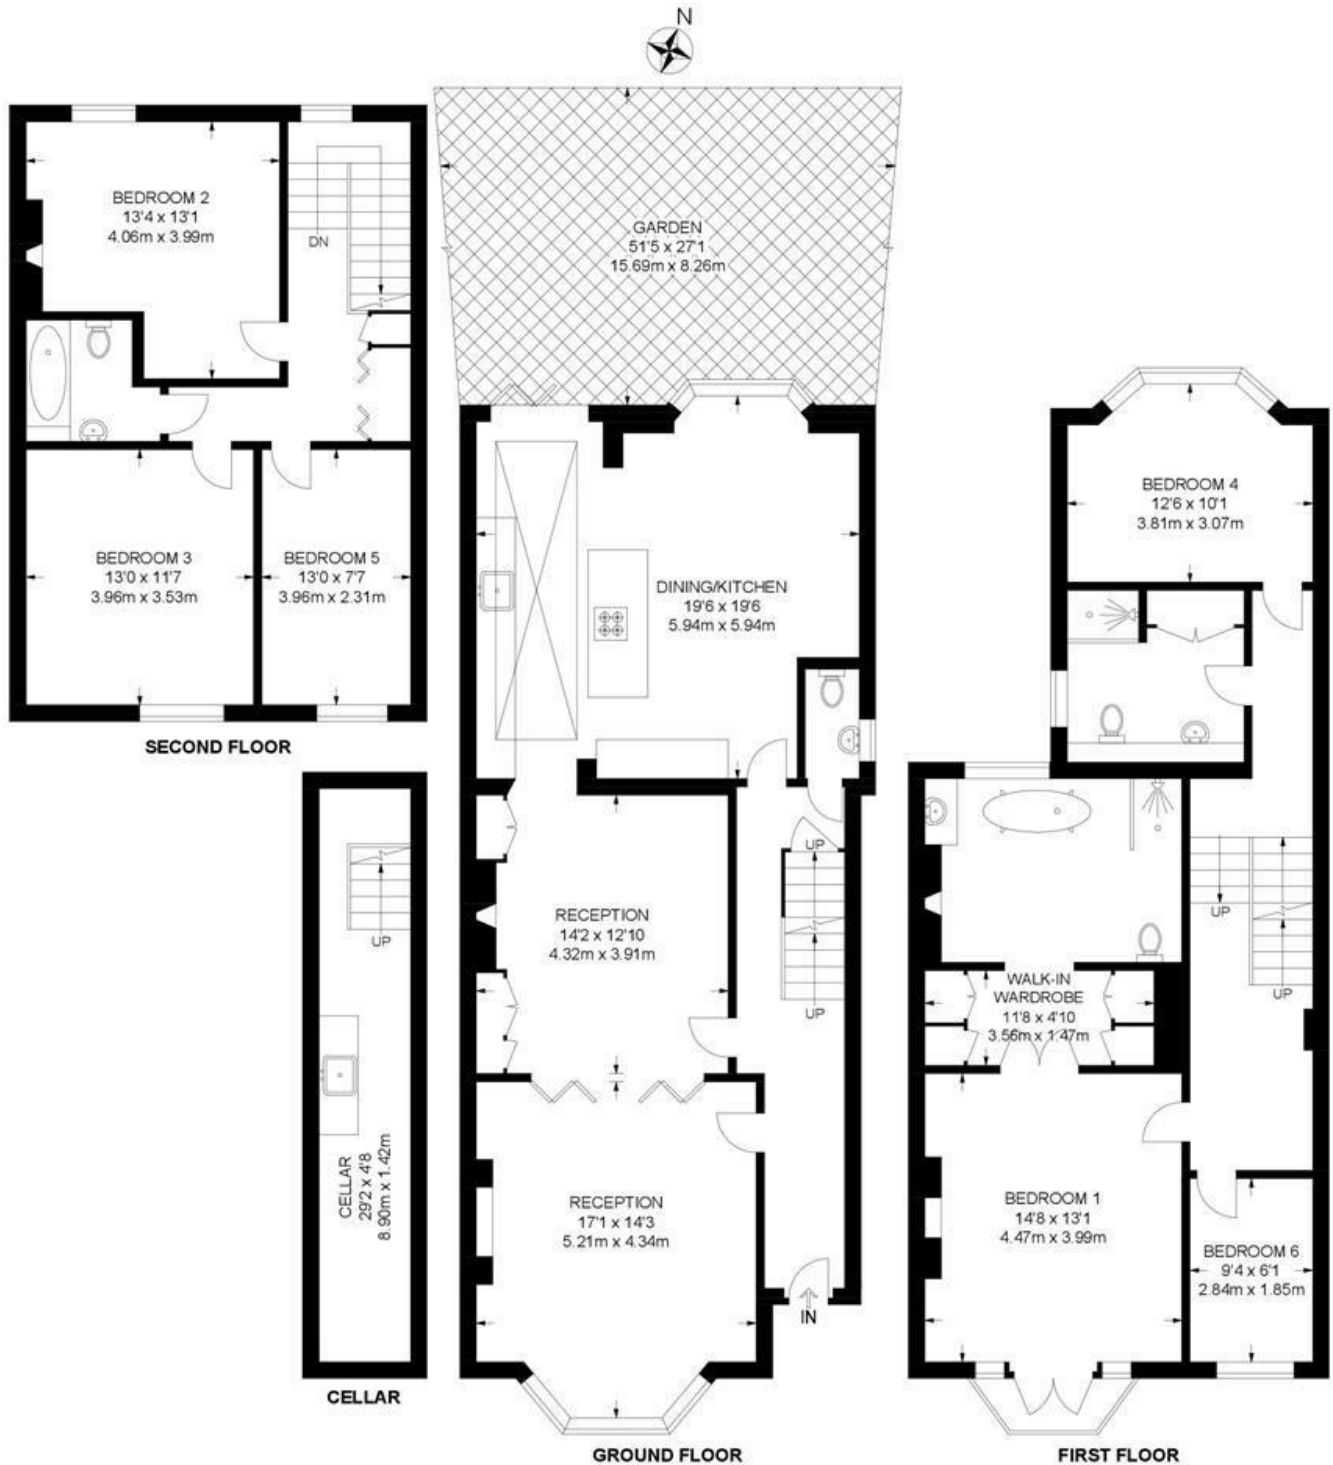 N
BEDROOM 2
13'4 x 13'1
4.06m x 3.99m
DN
BEDROOM 3
13'0 x 11'7
3.96m x 3.53m
BEDROOM 5
13'0 x 7'7
3.96m x 2.31m
SECOND FLOOR
UP
CELLAR
29'2 x 4'8
8.90m x 1.42m
CELLAR
GARDEN
51'5 x 27'1
15.69m x 8.26m
DINING/KITCHEN
19'6 x 19'6
5.94m x 5.94m
UP
RECEPTION
14'2 x 12'10
4.32m x 3.91m
UP
RECEPTION
17'1 x 14'3
5.21m x 4.34m
IN
GROUND FLOOR
BEDROOM 4
12'6 x 10'1
3.81m x 3.07m
UP
UP
WALK-IN
WARDROBE
11'8 x 4'10
3.56m x 1.47m
BEDROOM 1
14'8 x 13'1
4.47m x 3.99m
BEDROOM 6
9'4 x 6'1
2.84m x 1.85m
FIRST FLOOR